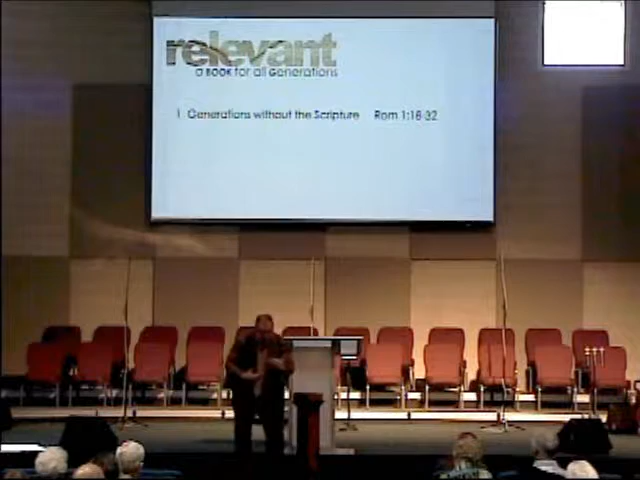 relevant
a BOOK for all Generations
I Generations without the Scripture Rom 1:18-32